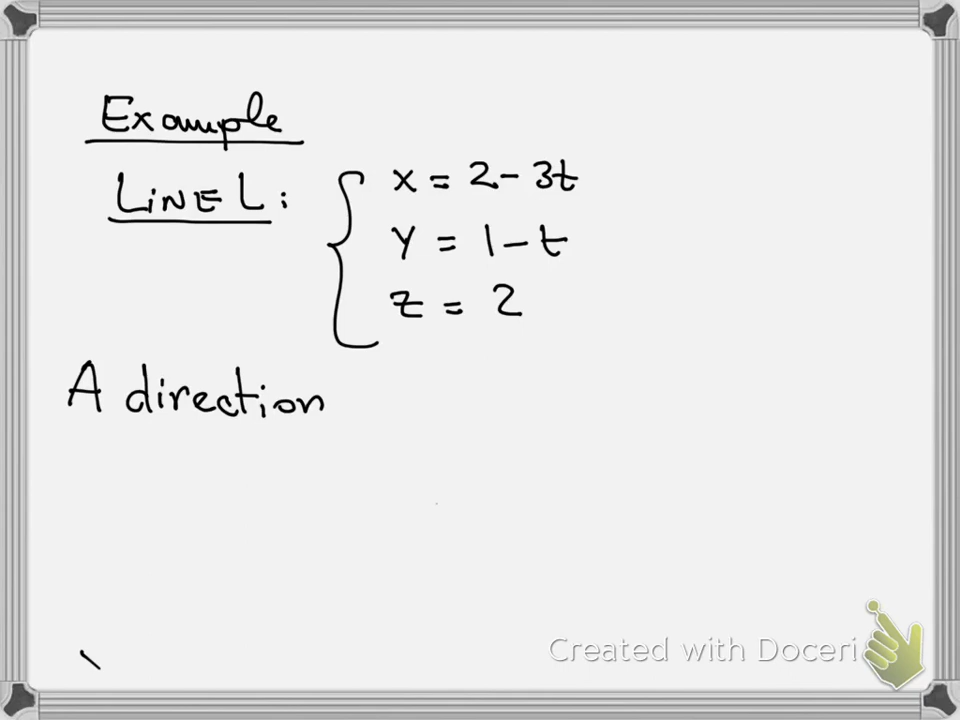 Example
LINE L: x = 2 - 3t
y = 1 - t
z = 2
A direction
Created with Doceri